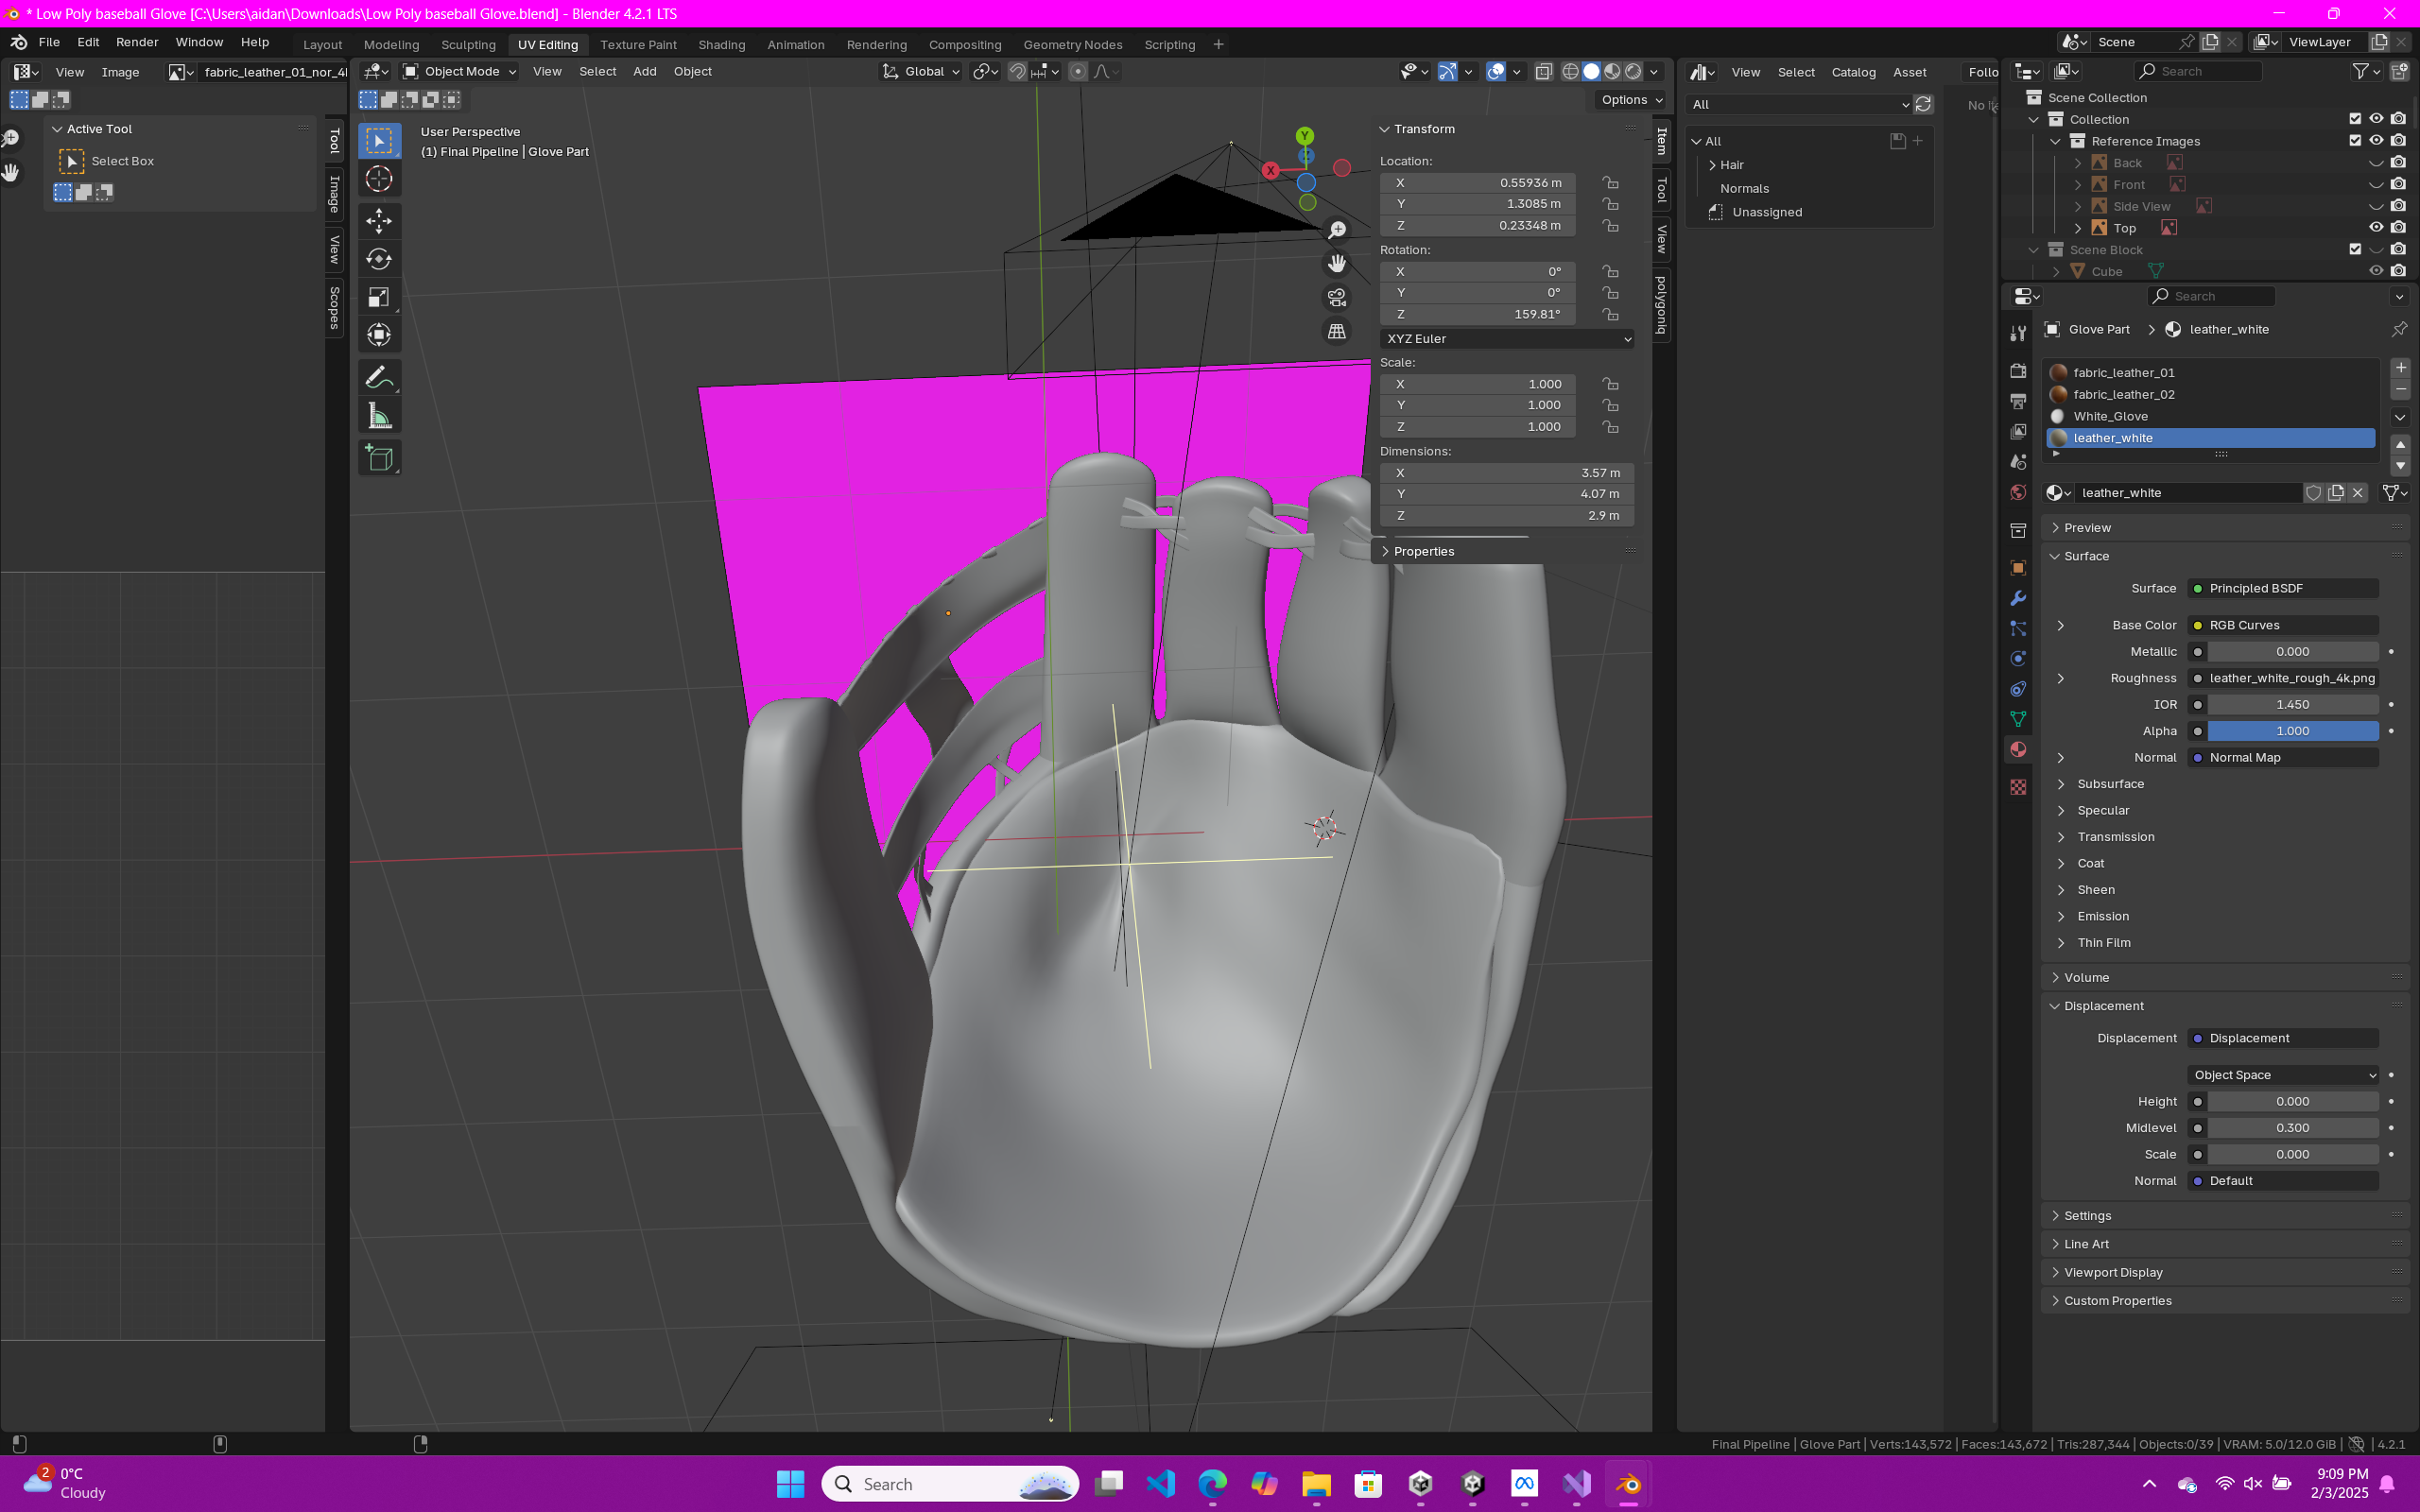 * Low Poly baseball Glove [C:\Users\aidan\Downloads\Low Poly baseball Glove.blend] - Blender 4.2.1 LTS
File Edit Render Window Help
Layout Modeling Sculpting UV Editing Texture Paint Shading Animation Rendering Compositing Geometry Nodes Scripting +
Scene
ViewLayer
View Image
fabric_leather_01_nor_4
Active Tool
Select Box
Tool
Image
View
Scopes
Object Mode View Select Add Object
Global
Options
User Perspective
(1) Final Pipeline | Glove Part
Y
X
Transform
Location:
X 0.55936 m
Y 1.3085 m
Z 0.23348 m
Rotation:
X 0°
Y 0°
Z 159.81°
XYZ Euler
Scale:
X 1.000
Y 1.000
Z 1.000
Dimensions:
X 3.57 m
Y 4.07 m
Z 2.9 m
Properties
Item
Tool
View
polygoniq
View Select Catalog Asset Follo
All
No
All
Hair
Normals
Unassigned
Search
Scene Collection
Collection
Reference Images
Back
Front
Side View
Top
Scene Block
Cube
Search
Glove Part > leather_white
fabric_leather_01
fabric_leather_02
White_Glove
leather_white
leather_white
Preview
Surface
Surface Principled BSDF
Base Color RGB Curves
Metallic 0.000
Roughness leather_white_rough_4k.png
IOR 1.450
Alpha 1.000
Normal Normal Map
Subsurface
Specular
Transmission
Coat
Sheen
Emission
Thin Film
Volume
Displacement
Displacement Displacement
Object Space
Height 0.000
Midlevel 0.300
Scale 0.000
Normal Default
Settings
Line Art
Viewport Display
Custom Properties
Final Pipeline | Glove Part | Verts:143,572 | Faces:143,672 | Tris:287,344 | Objects:0/39 | VRAM: 5.0/12.0 GiB | 4.2.1
2
0°C
Cloudy
Search
9:09 PM
2/3/2025